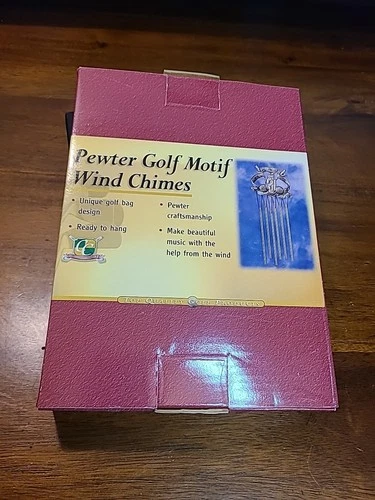 Pewter Golf Motif
Wind Chimes
• Unique golf bag
design
• Ready to hang
• Pewter
craftsmanship
• Make beautiful
music with the
help from the wind